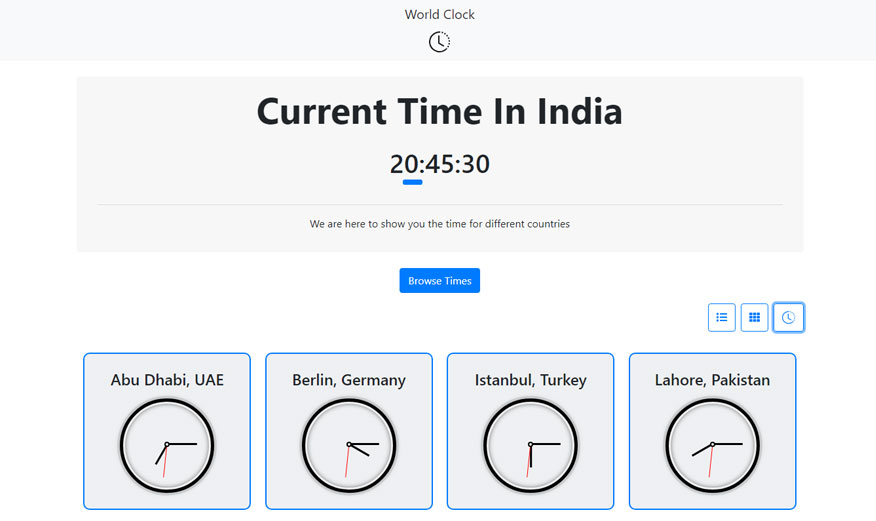 World Clock
Current Time In India
20:45:30
We are here to show you the time for different countries
Browse Times
Abu Dhabi, UAE
Berlin, Germany
Istanbul, Turkey
Lahore, Pakistan